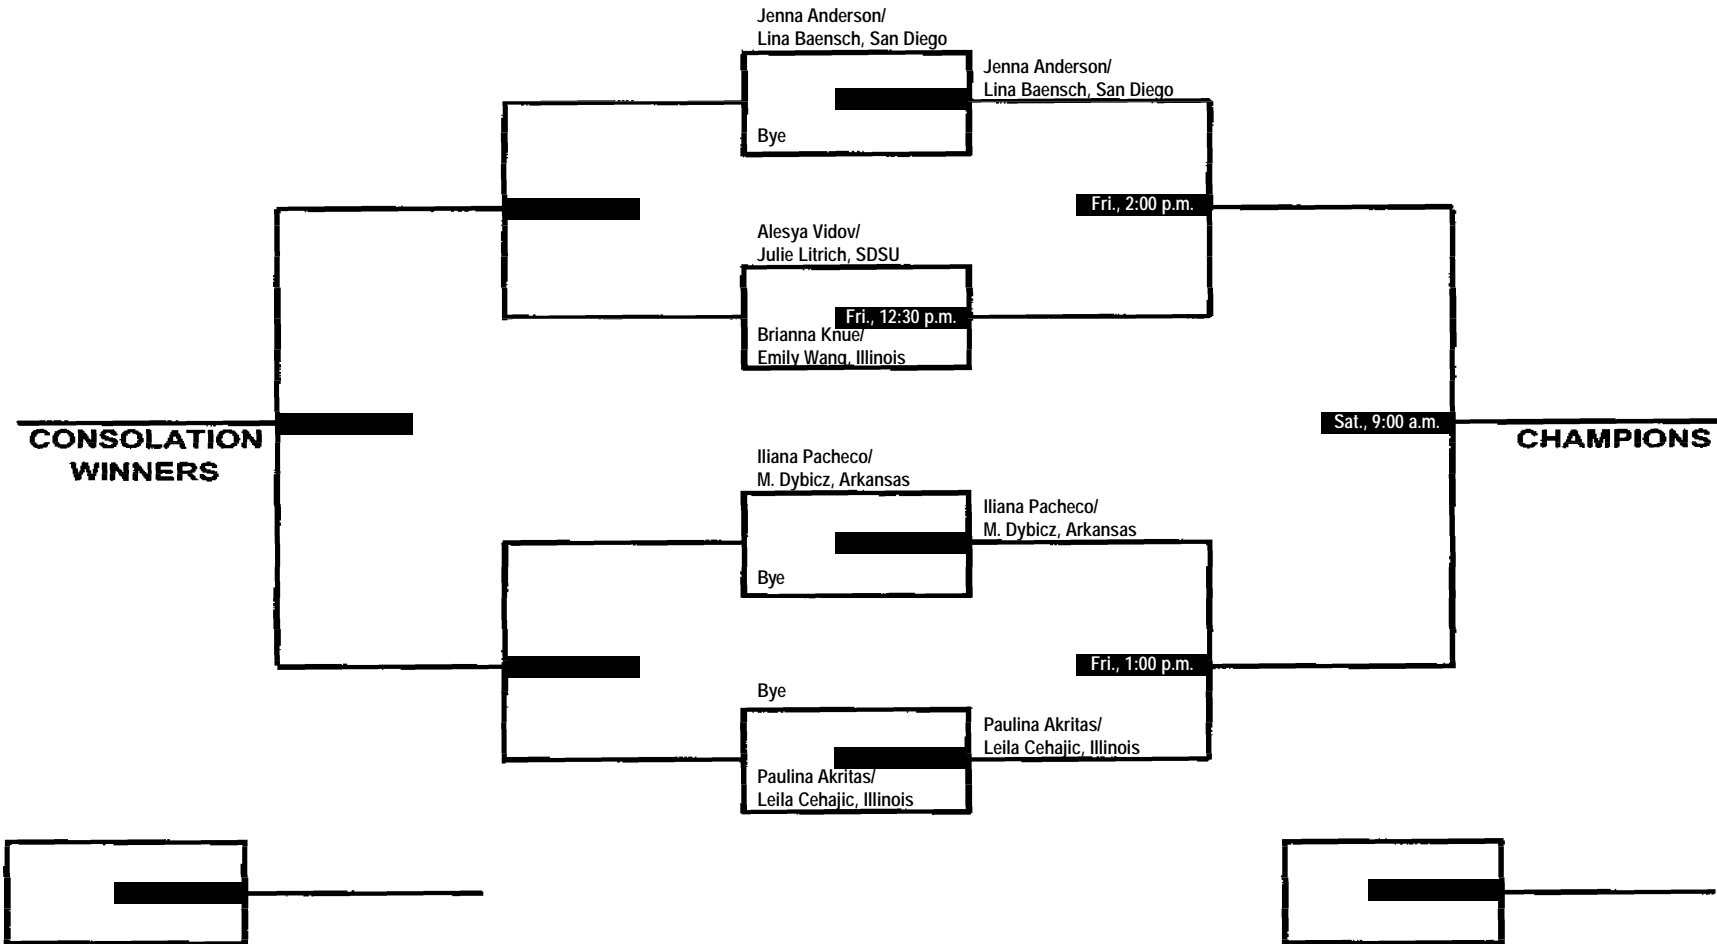 Jenna Anderson/
Lina Baensch, San Diego
Jenna Anderson/
Lina Baensch, San Diego
Bye
Fri., 2:00 p.m.
Alesya Vidov/
Julie Litrich, SDSU
Fri., 12:30 p.m.
Brianna Knue/
Emily Wang, Illinois
CONSOLATION
WINNERS
Sat., 9:00 a.m.
CHAMPIONS
Iliana Pacheco/
M. Dybicz, Arkansas
Iliana Pacheco/
M. Dybicz, Arkansas
Bye
Fri., 1:00 p.m.
Bye
Paulina Akritas/
Leila Cehajic, Illinois
Paulina Akritas/
Leila Cehajic, Illinois